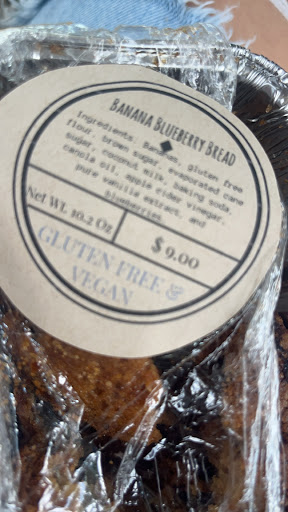 BANANA BLUEBERRY BREAD
Ingredients: Bananas, gluten free
flour, brown sugar, evaporated cane
sugar, coconut milk, baking soda,
canola oil, apple cider vinegar,
pure vanilla extract, and
blueberries.
Net Wt. 10.2 Oz
$9.00
GLUTEN FREE &
VEGAN